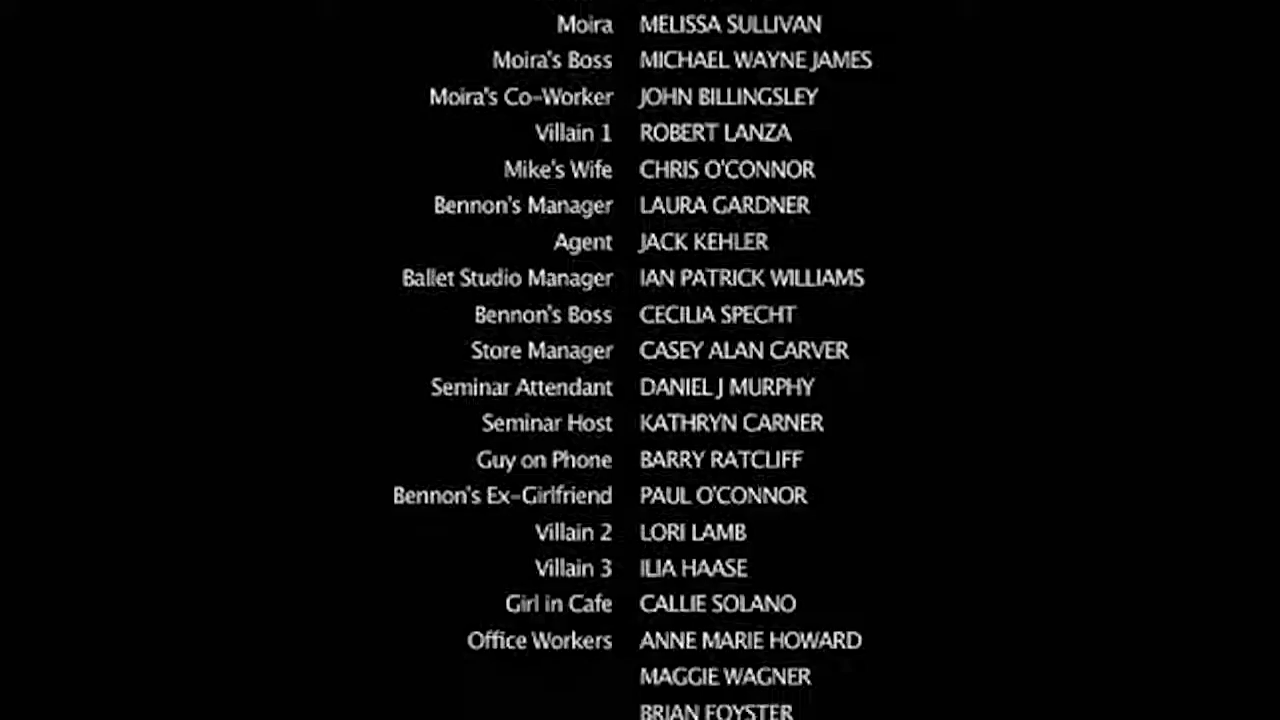 Moira MELISSA SULLIVAN
Moira's Boss MICHAEL WAYNE JAMES
Moira's Co-Worker JOHN BILLINGSLEY
Villain 1 ROBERT LANZA
Mike's Wife CHRIS O'CONNOR
Bennon's Manager LAURA GARDNER
Agent JACK KEHLER
Ballet Studio Manager IAN PATRICK WILLIAMS
Bennon's Boss CECILIA SPECHT
Store Manager CASEY ALAN CARVER
Seminar Attendant DANIEL J MURPHY
Seminar Host KATHRYN CARNER
Guy on Phone BARRY RATCLIFF
Bennon's Ex-Girlfriend PAUL O'CONNOR
Villain 2 LORI LAMB
Villain 3 ILIA HAASE
Girl in Cafe CALLIE SOLANO
Office Workers ANNE MARIE HOWARD
MAGGIE WAGNER
BRIAN FOYSTER